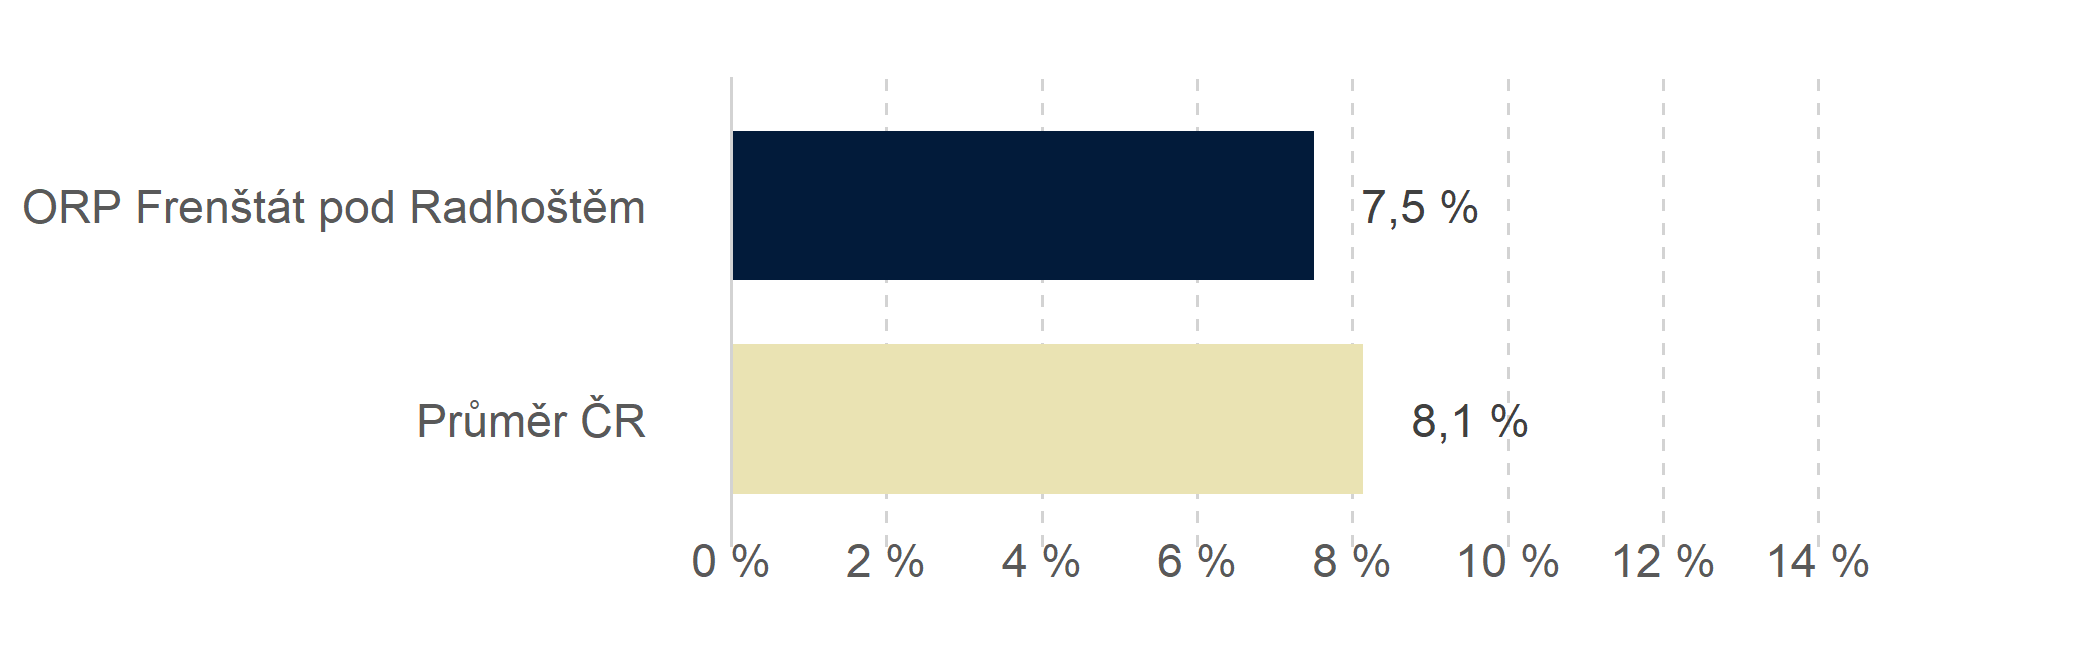 ORP Frenštát pod Radhoštěm
7,5 %
Průměr ČR
8,1 %
0 % 2 % 4 % 6 % 8 % 10 % 12 % 14 %